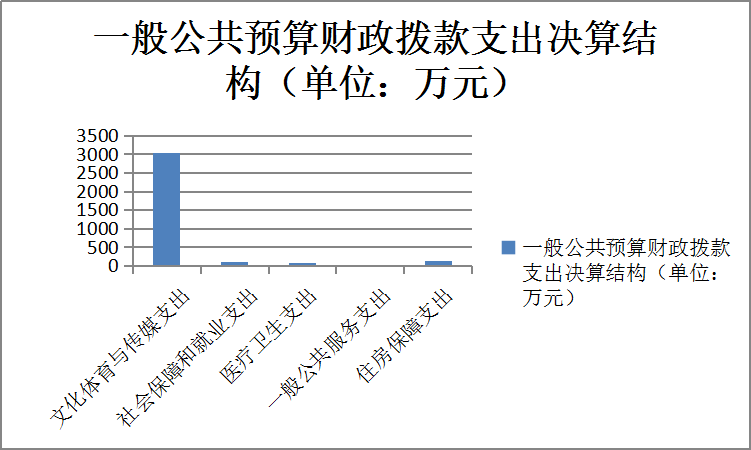 一般公共预算财政拨款支出决算结
构（单位：万元）
3500
3000
2500
2000
1500
1000
500
0
文化体育与传媒支出
社会保障和就业支出
医疗卫生支出
一般公共服务支出
住房保障支出
一般公共预算财政拨款
支出决算结构（单位：
万元）